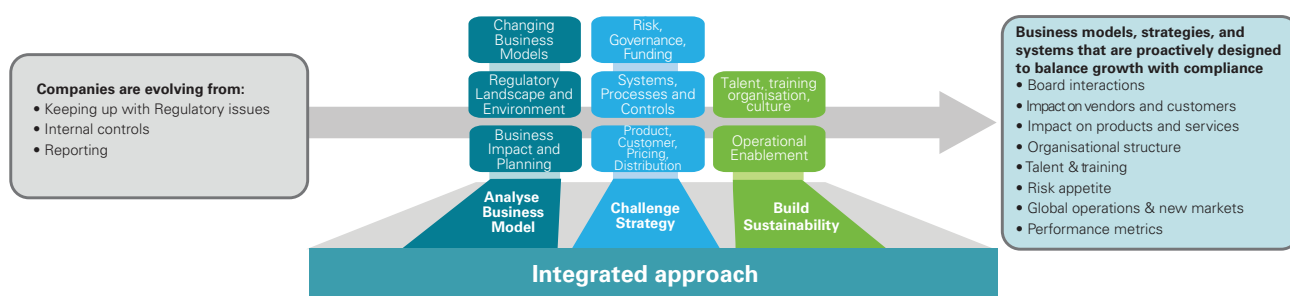 Companies are evolving from:
• Keeping up with Regulatory issues
• Internal controls
• Reporting
Changing
Business
Models
Regulatory
Landscape and
Environment
Business
Impact and
Planning
Analyse
Business
Model
Risk,
Governance,
Funding
Systems,
Processes and
Controls
Product,
Customer,
Pricing,
Distribution
Challenge
Strategy
Talent, training
organisation,
culture
Operational
Enablement
Build
Sustainability
Integrated approach
Business models, strategies, and
systems that are proactively designed
to balance growth with compliance
• Board interactions
• Impact on vendors and customers
• Impact on products and services
• Organisational structure
• Talent & training
• Risk appetite
• Global operations & new markets
• Performance metrics